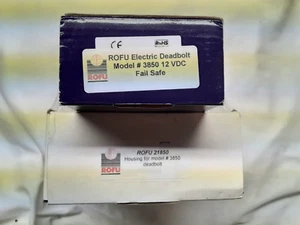 CE
RoHS
ROFU Electric Deadbolt
Model # 3850 12 VDC
Fail Safe
ROFU
ROFU 21850
Housing for model # 3850
deadbolt
ROFU